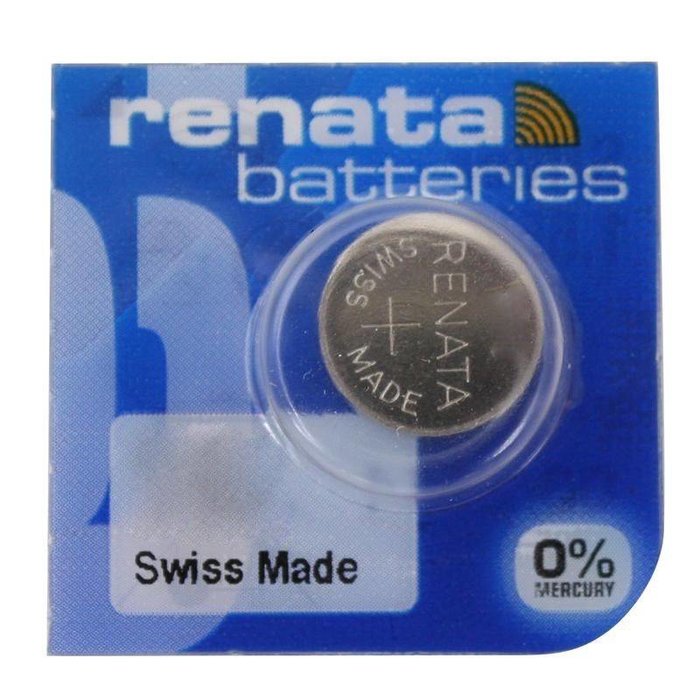 renata
batteries
SWISS
MADE
RENATA
+
Swiss Made
0%
MERCURY